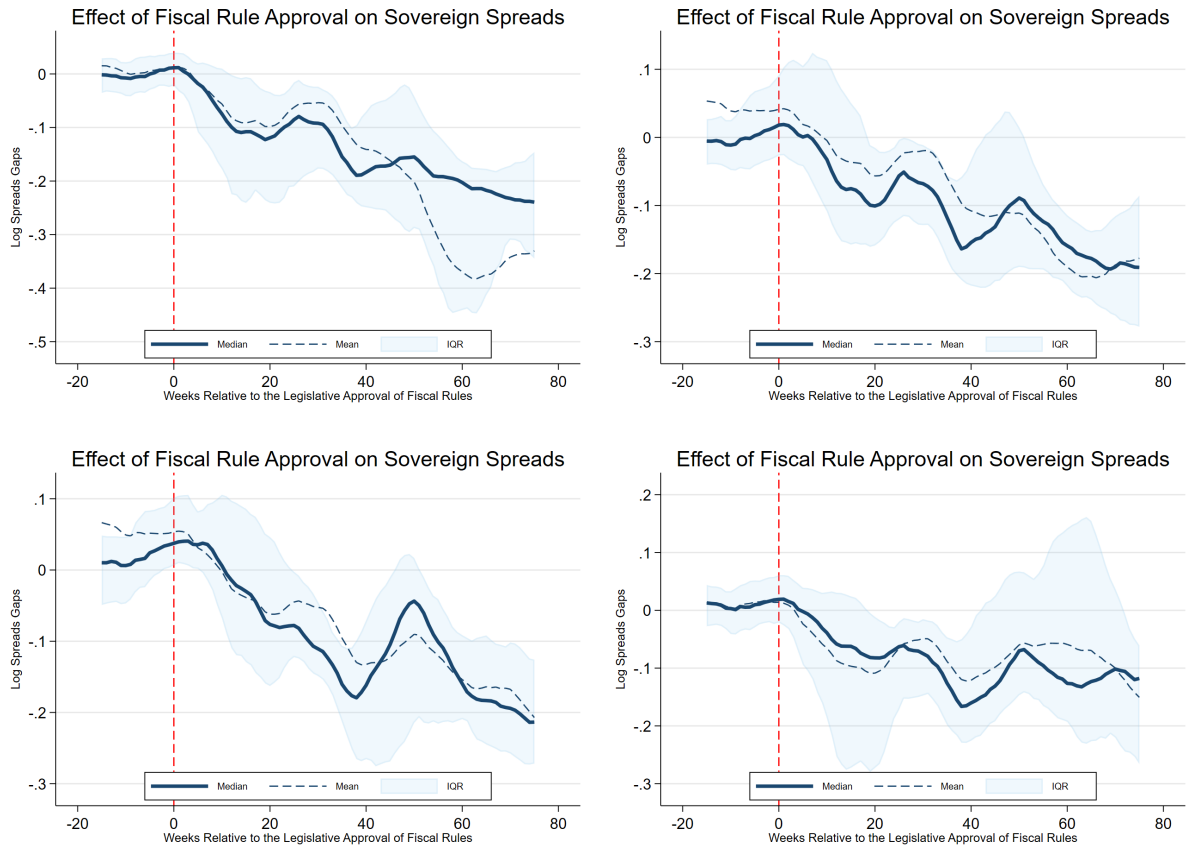 Effect of Fiscal Rule Approval on Sovereign Spreads
Log Spreads Gaps
0
-.1
-.2
-.3
-.4
-.5
Median
Mean
IQR
-20
0
20
40
60
80
Weeks Relative to the Legislative Approval of Fiscal Rules
Effect of Fiscal Rule Approval on Sovereign Spreads
Log Spreads Gaps
.1
0
-.1
-.2
-.3
Median
Mean
IQR
-20
0
20
40
60
80
Weeks Relative to the Legislative Approval of Fiscal Rules
Effect of Fiscal Rule Approval on Sovereign Spreads
Log Spreads Gaps
.1
0
-.1
-.2
-.3
Median
Mean
IQR
-20
0
20
40
60
80
Weeks Relative to the Legislative Approval of Fiscal Rules
Effect of Fiscal Rule Approval on Sovereign Spreads
Log Spreads Gaps
.2
.1
0
-.1
-.2
-.3
Median
Mean
IQR
-20
0
20
40
60
80
Weeks Relative to the Legislative Approval of Fiscal Rules